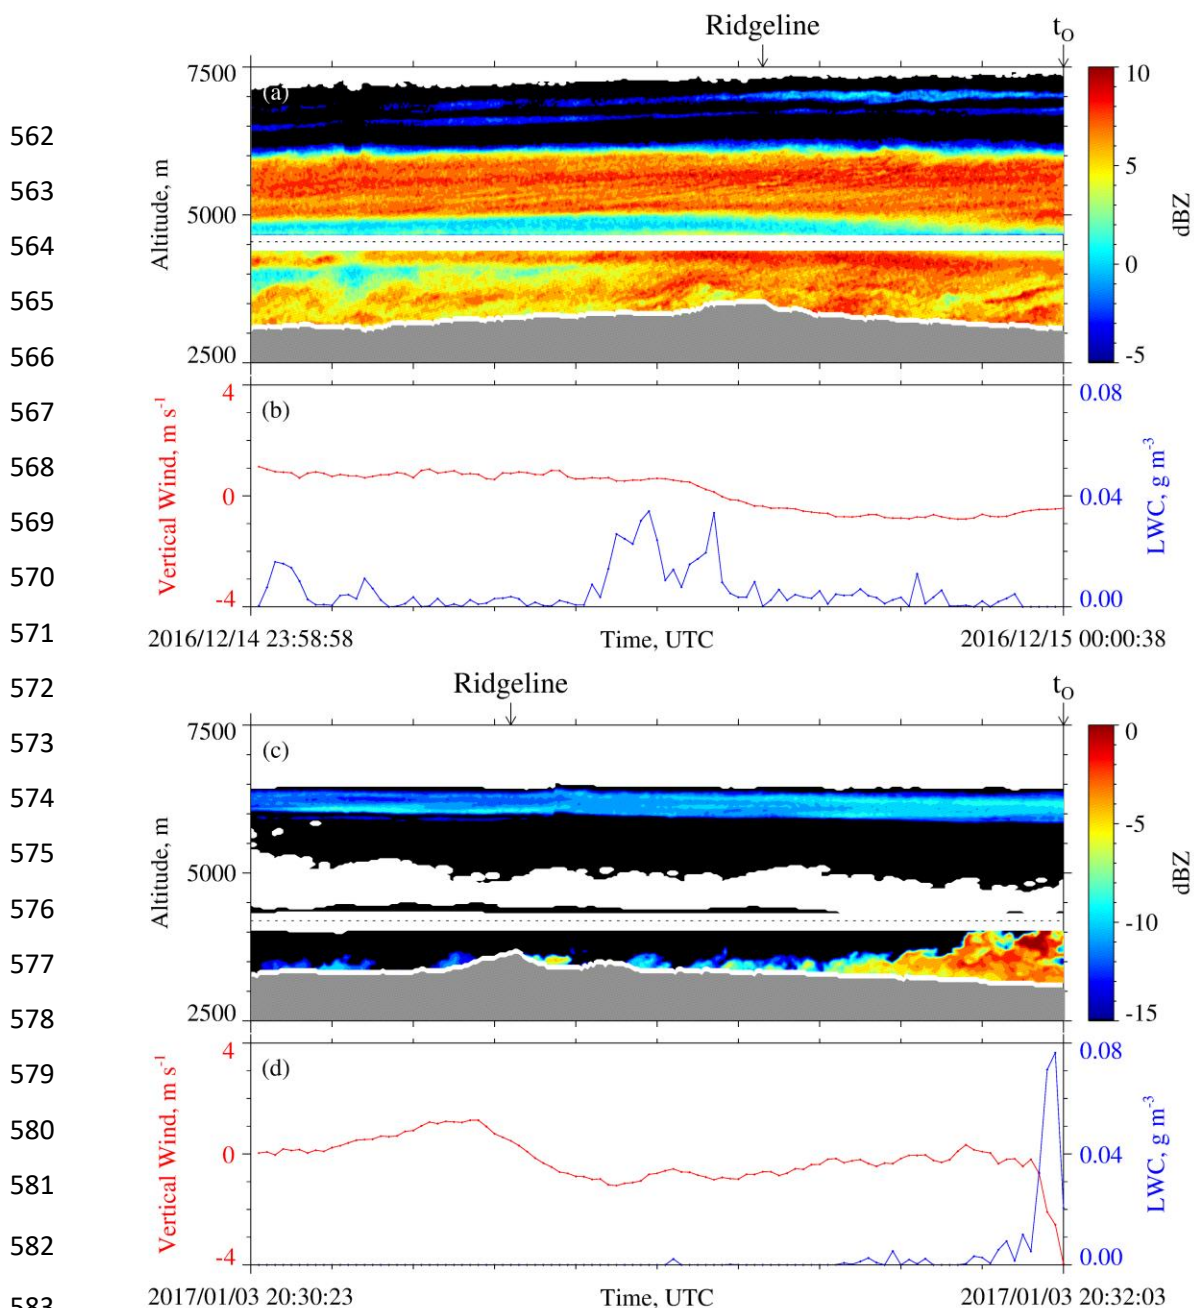 Ridgeline t_O
7500 (a) 10
562
Altitude, m
563 5 dBZ
5000
564 0
565
566 2500 -5
567 4 0.08
(b)
568 Vertical Wind, m s⁻¹ LWC, g m⁻³
0 0.04
569
570 -4 0.00
571 2016/12/14 23:58:58 Time, UTC 2016/12/15 00:00:38
572 Ridgeline t_O
573 7500 (c) 0
574
Altitude, m -5 dBZ
575 5000
576 -10
577
578 2500 -15
579 4 (d) 0.08
580 Vertical Wind, m s⁻¹ LWC, g m⁻³
0 0.04
581
582 -4 0.00
583 2017/01/03 20:30:23 Time, UTC 2017/01/03 20:32:03